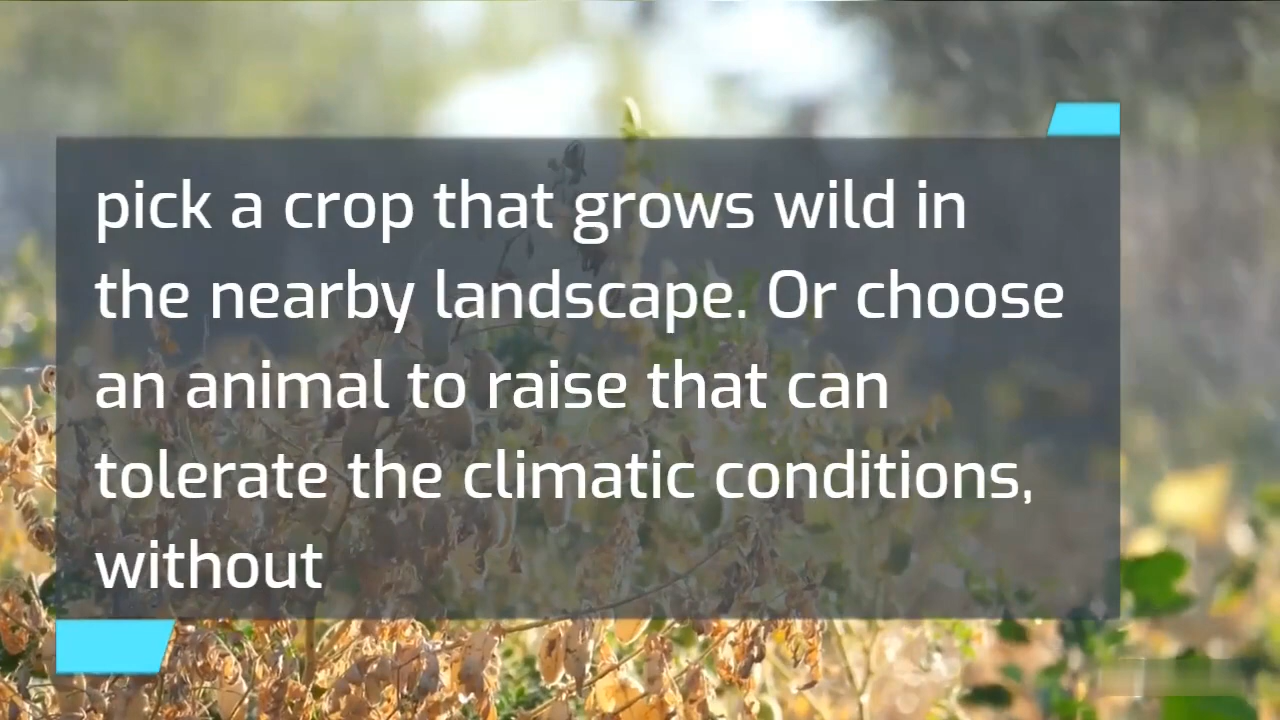 pick a crop that grows wild in
the nearby landscape. Or choose
an animal to raise that can
tolerate the climatic conditions,
without